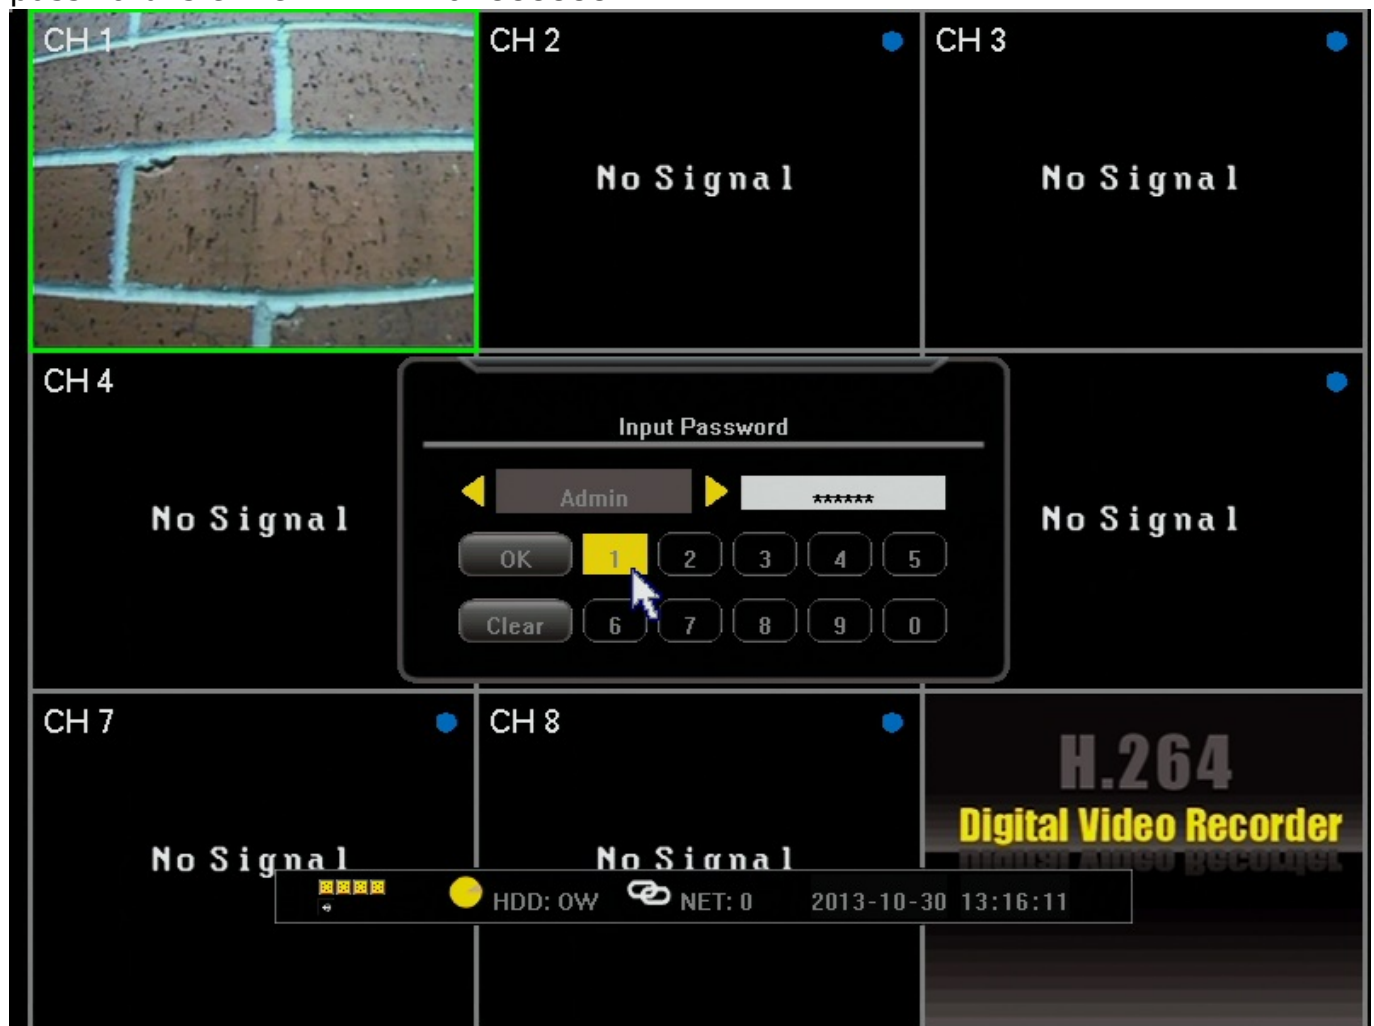 CH 1
CH 2
CH 3
No Signal
No Signal
CH 4
Input Password
Admin
******
No Signal
No Signal
OK 1 2 3 4 5
Clear 6 7 8 9 0
CH 7
CH 8
H.264
Digital Video Recorder
No Signal
No Signal
HDD: 0W
NET: 0
2013-10-30 13:16:11